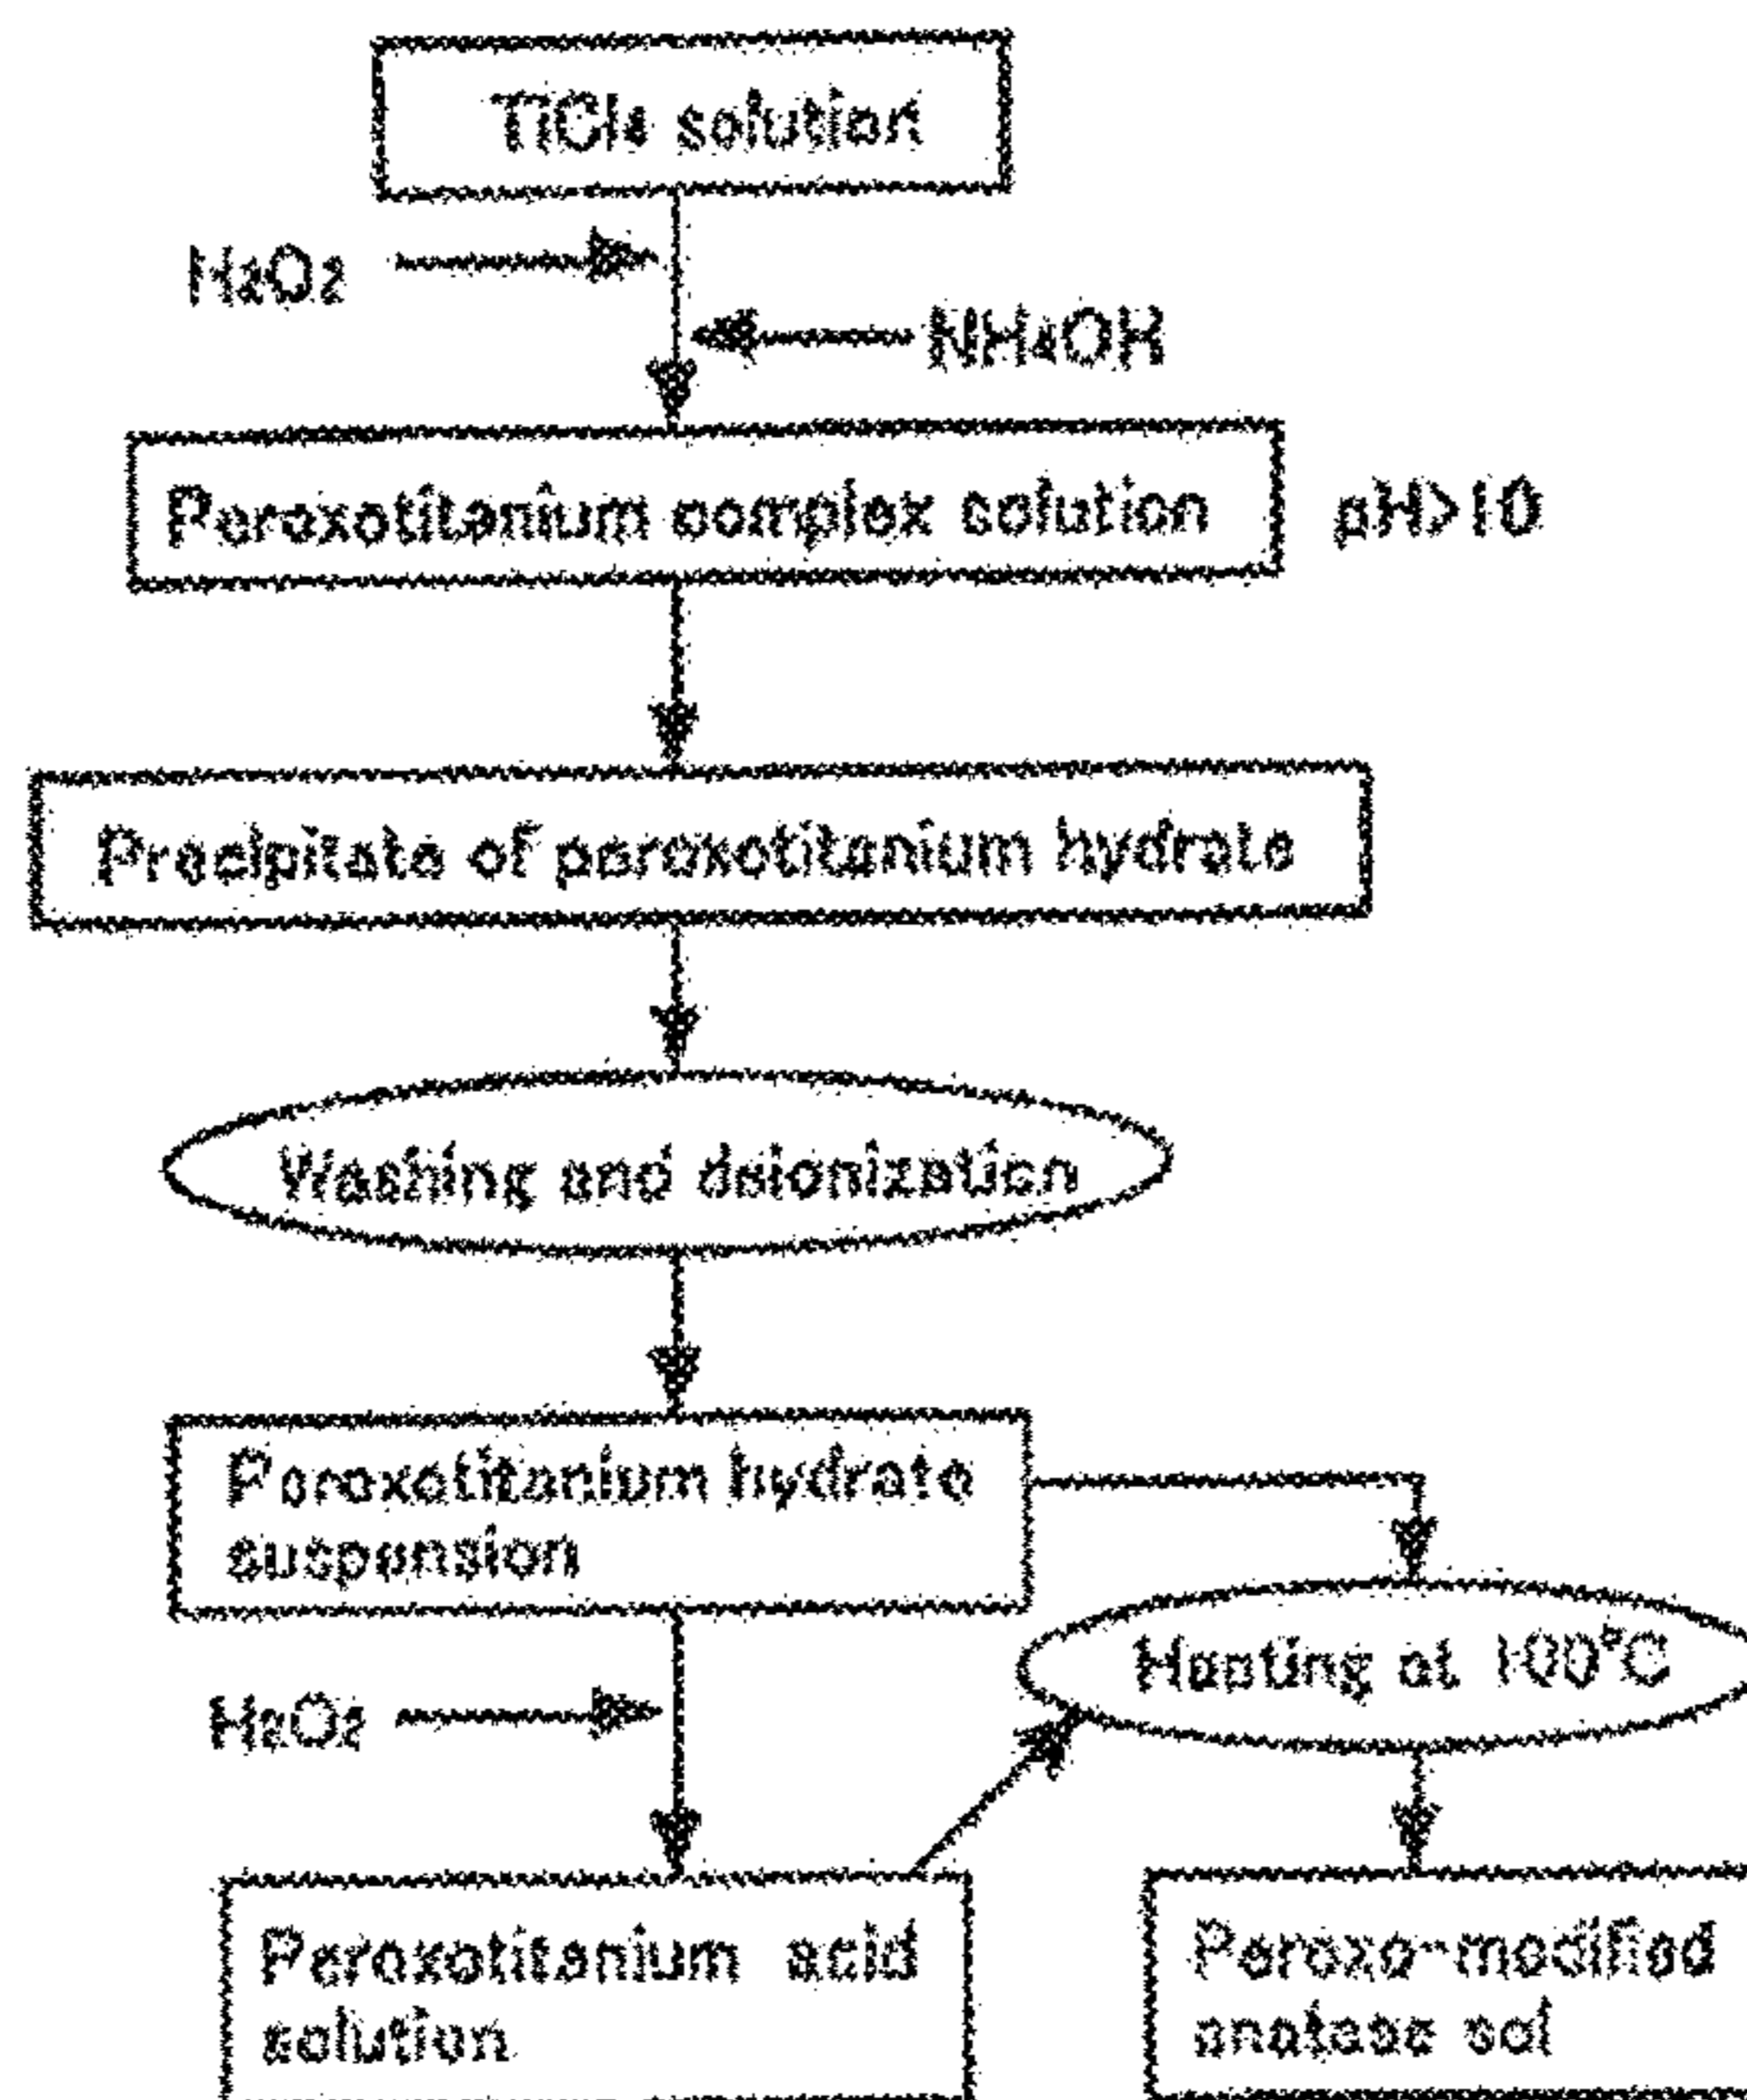 TiCl4 solution
H2O2
NH4OH
Peroxotitanium complex solution
pH>10
Precipitate of peroxotitanium hydrate
Washing and deionization
Peroxotitanium hydrate
suspension
Heating at 100°C
H2O2
Peroxotitanium acid
solution
Peroxo-modified
anatase sol